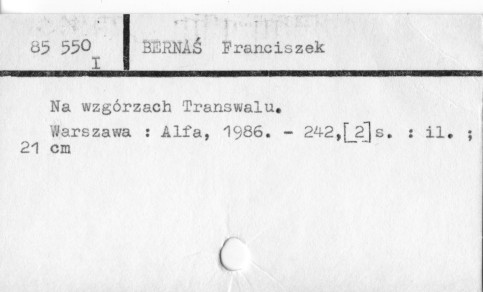 85 550 BERNAŚ Franciszek
I
Na wzgórzach Transwalu.
Warszawa : Alfa, 1986. - 242,[2]s. : il. ;
21 cm